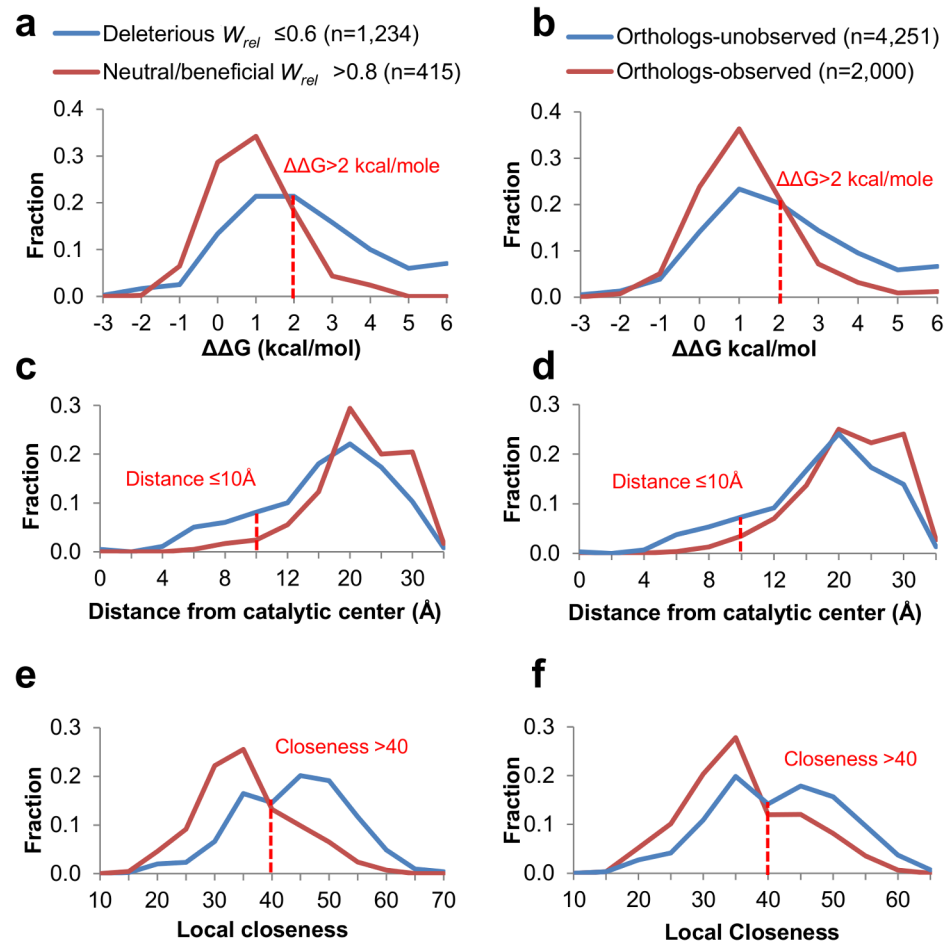 a
Deleterious Wrel ≤0.6 (n=1,234)
Neutral/beneficial Wrel >0.8 (n=415)
0.4
0.3
0.2
0.1
0.0
Fraction
ΔΔG>2 kcal/mole
-3 -2 -1 0 1 2 3 4 5 6
ΔΔG (kcal/mol)
b
Orthologs-unobserved (n=4,251)
Orthologs-observed (n=2,000)
0.4
0.3
0.2
0.1
0.0
Fraction
ΔΔG>2 kcal/mole
-3 -2 -1 0 1 2 3 4 5 6
ΔΔG kcal/mol
c
0.3
0.2
0.1
0.0
Fraction
Distance ≤10Å
0 4 8 12 20 30
Distance from catalytic center (Å)
d
0.3
0.2
0.1
0.0
Fraction
Distance ≤10Å
0 4 8 12 20 30
Distance from catalytic center (Å)
e
0.3
0.2
0.1
0.0
Fraction
Closeness >40
10 20 30 40 50 60 70
Local closeness
f
0.3
0.2
0.1
0.0
Fraction
Closeness >40
10 20 30 40 50 60
Local Closeness